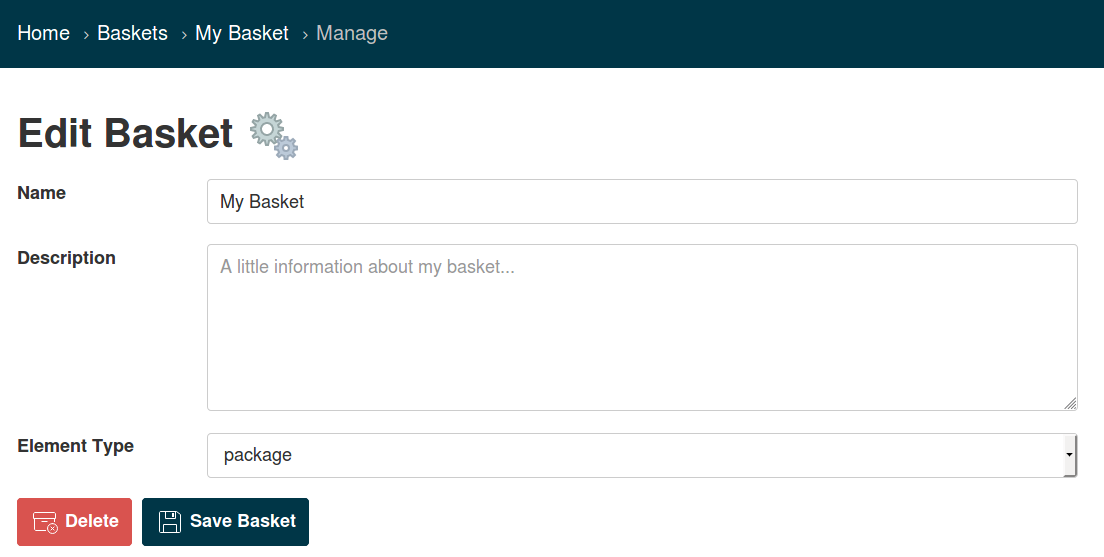 Home › Baskets › My Basket › Manage
Edit Basket
Name
My Basket
Description
A little information about my basket...
Element Type
package
Delete
Save Basket